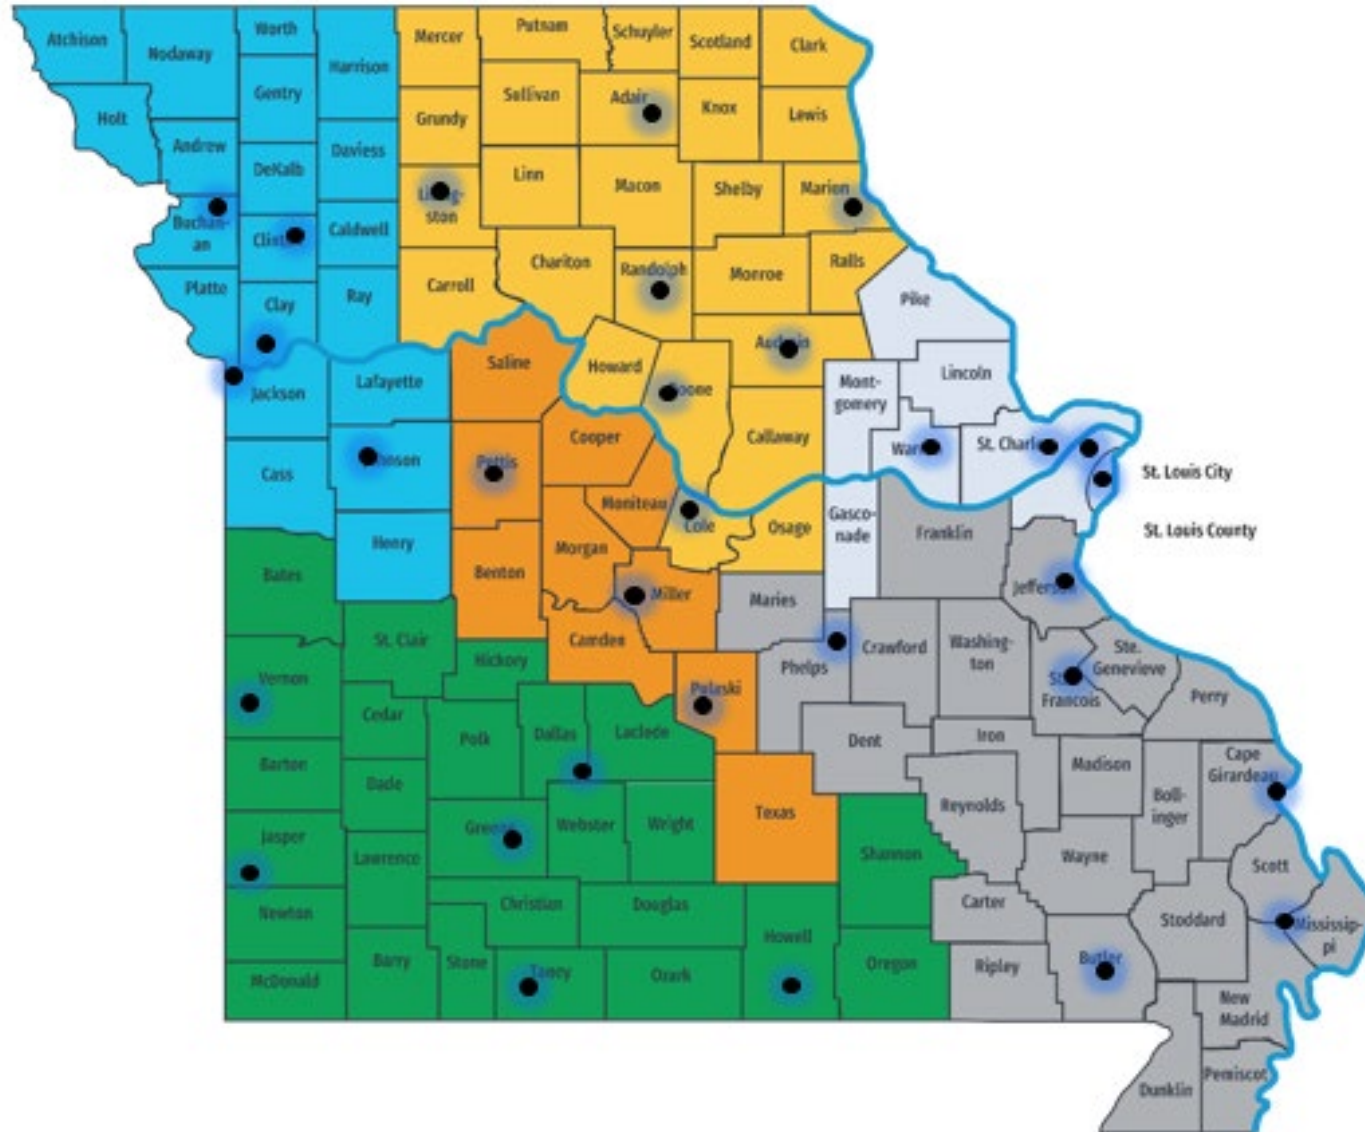 Atchison
Nodaway
Worth
Harrison
Mercer
Putnam
Schuyler
Scotland
Clark
Gentry
Sullivan
Adair
Knox
Lewis
Holt
Grundy
Andrew
DeKalb
Daviess
Linn
Macon
Shelby
Marion
ston
Buchan-
an
Caldwell
Chariton
Randolph
Monroe
Ralls
Platte
Clay
Ray
Carroll
Pike
Saline
Howard
Lafayette
Jackson
Mont-
gomery
Lincoln
Cooper
Callaway
St. Charl
Cass
St. Louis City
Moniteau
Cole
Osage
Gasco-
nade
Franklin
St. Louis County
Henry
Morgan
Bates
Benton
Miller
Maries
Jefferson
St. Clair
Camden
Crawford
Washing-
ton
Ste.
Genevieve
Hickory
Phelps
Vernon
Pulaski
Francois
Perry
Cedar
Polk
Dallas
Laclede
Dent
Iron
Cape
Girardeau
Barton
Madison
Dade
Boll-
inger
Reynolds
Texas
Jasper
Webster
Wright
Lawrence
Shannon
Wayne
Scott
Newton
Christian
Douglas
Carter
Stoddard
Mississip-
pi
Howell
Barry
Stone
Taney
Ozark
Oregon
Ripley
Butler
McDonald
New
Madrid
Dunklin
Pemiscot